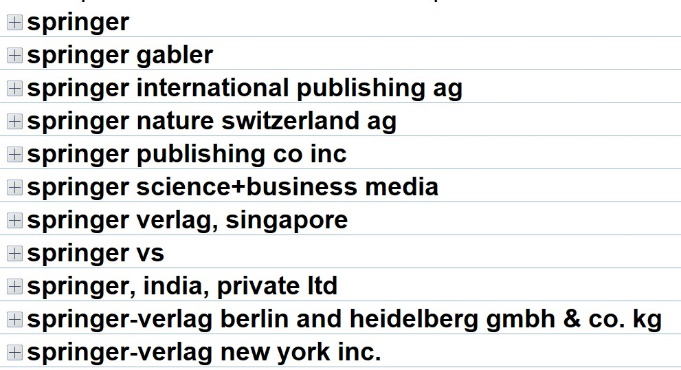 springer
springer gabler
springer international publishing ag
springer nature switzerland ag
springer publishing co inc
springer science+business media
springer verlag, singapore
springer vs
springer, india, private ltd
springer-verlag berlin and heidelberg gmbh & co. kg
springer-verlag new york inc.